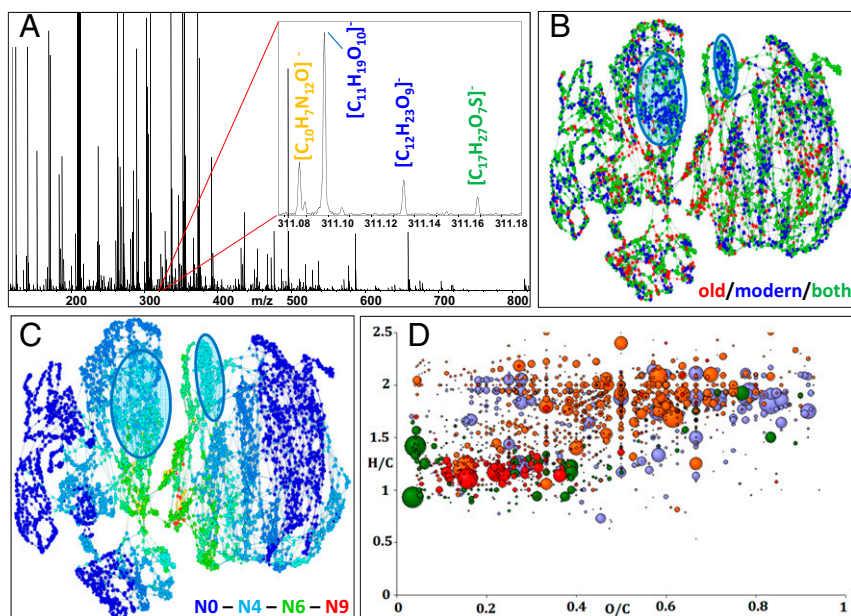 A
[C10H7N12O]-
[C11H19O10]-
[C12H23O9]-
[C17H27O7S]-
311.08 311.10 311.12 311.14 311.16 311.18
200 300 400 m/z 500 600 700 800
B
old/modern/both
C
N0 – N4 – N6 – N9
D
2.5
2
1.5
H/C
1
0.5
0
0 0.2 0.4 O/C 0.6 0.8 1